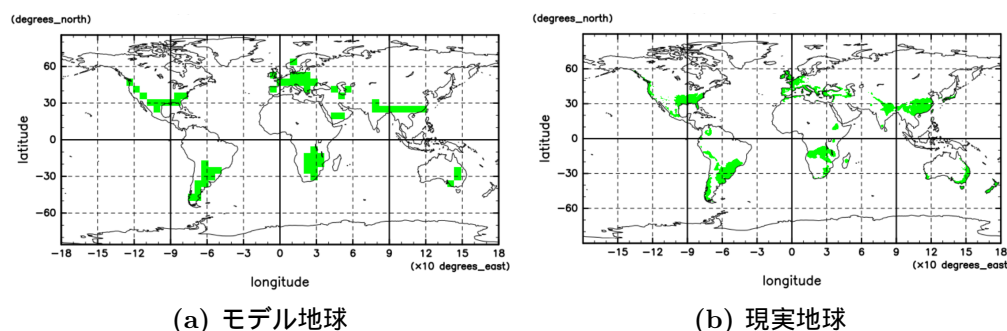 (degrees_north)
latitude
60
30
0
−30
−60
−18 −15 −12 −9 −6 −3 0 3 6 9 12 15 18
(×10 degrees_east)
longitude
(a) モデル地球
(degrees_north)
latitude
60
30
0
−30
−60
−18 −15 −12 −9 −6 −3 0 3 6 9 12 15 18
(×10 degrees_east)
longitude
(b) 現実地球